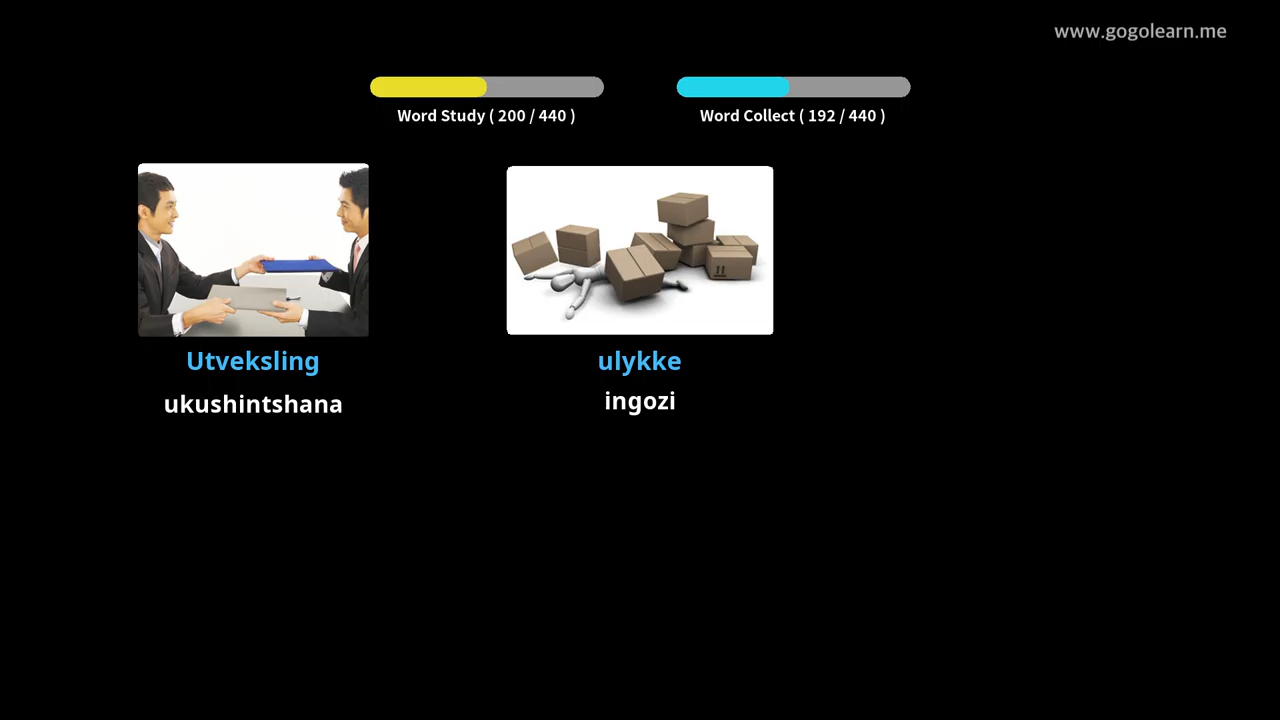 www.gogolearn.me
Word Study ( 200 / 440 )
Word Collect ( 192 / 440 )
Utveksling
ukushintshana
ulykke
ingozi